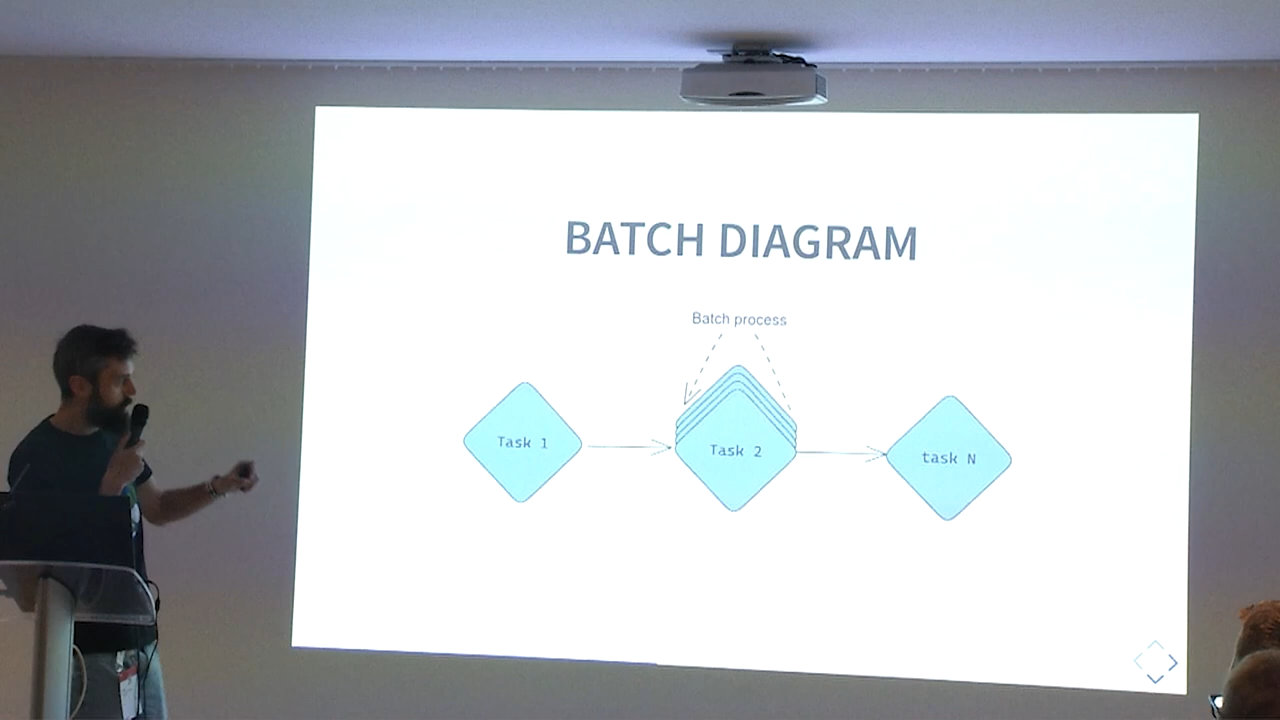 BATCH DIAGRAM
Batch process
Task 1
Task 2
task N